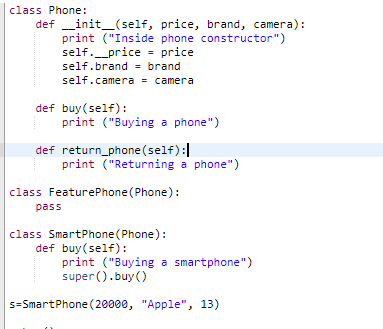 class Phone:
    def __init__(self, price, brand, camera):
        print ("Inside phone constructor")
        self.__price = price
        self.brand = brand
        self.camera = camera
    def buy(self):
        print ("Buying a phone")
    def return_phone(self):
        print ("Returning a phone")
class FeaturePhone(Phone):
    pass
class SmartPhone(Phone):
    def buy(self):
        print ("Buying a smartphone")
        super().buy()
s=SmartPhone(20000, "Apple", 13)